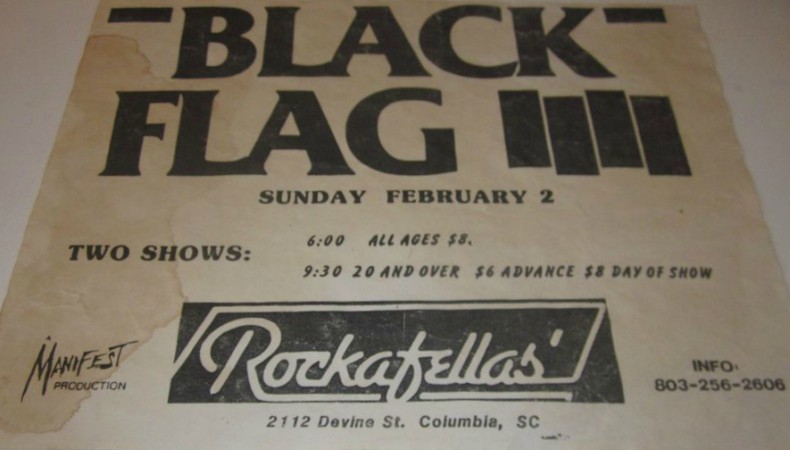 BLACK
FLAG
SUNDAY FEBRUARY 2
TWO SHOWS:
6:00 ALL AGES $8.
9:30 20 AND OVER $6 ADVANCE $8 DAY OF SHOW
MANIFEST
PRODUCTION
Rockafellas'
INFO.
803-256-2606
2112 Devine St. Columbia, SC